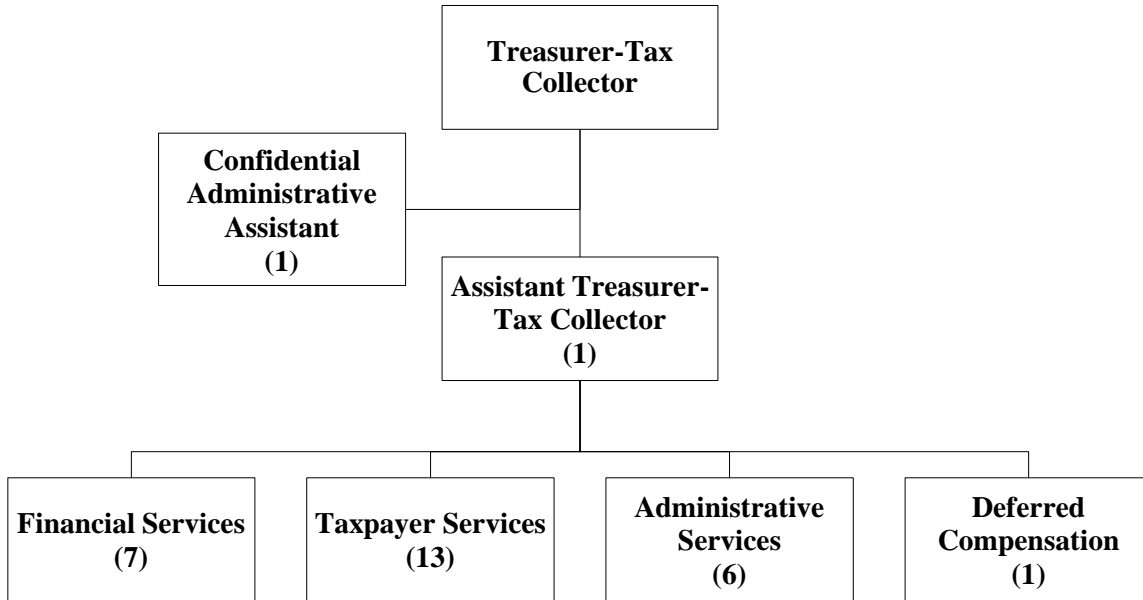 Treasurer-Tax
Collector
Confidential
Administrative
Assistant
(1)
Assistant Treasurer-
Tax Collector
(1)
Financial Services
(7)
Taxpayer Services
(13)
Administrative
Services
(6)
Deferred
Compensation
(1)